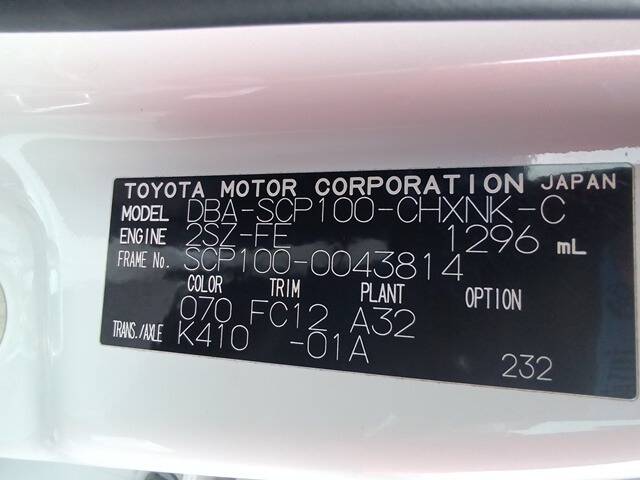 TOYOTA MOTOR CORPORATION JAPAN
MODEL DBA-SCP100-CHXNK-C
ENGINE 2SZ-FE 1296 mL
FRAME No. SCP100-0043814
COLOR TRIM PLANT OPTION
070 FC12 A32
TRANS./AXLE K410 -01A
232